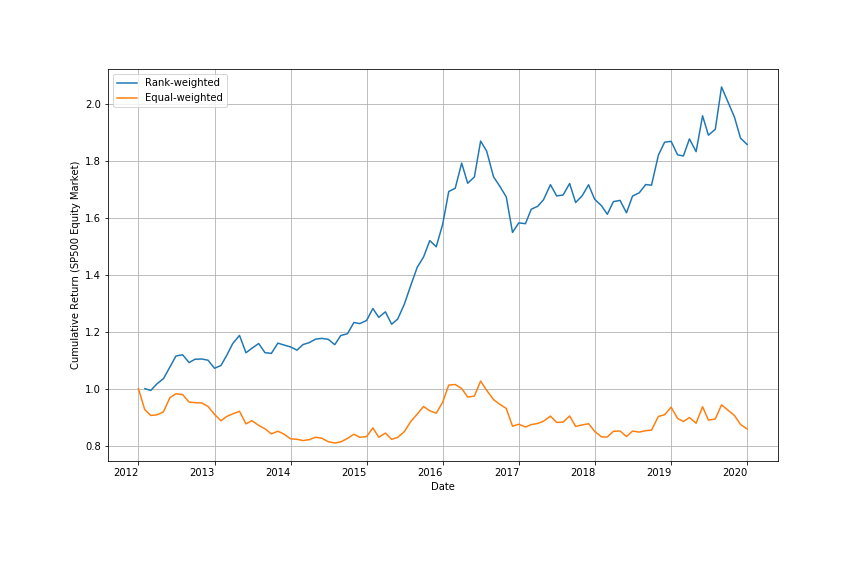 Rank-weighted
Equal-weighted
2.0
1.8
1.6
1.4
1.2
1.0
0.8
Cumulative Return (SP500 Equity Market)
2012 2013 2014 2015 2016 2017 2018 2019 2020
Date